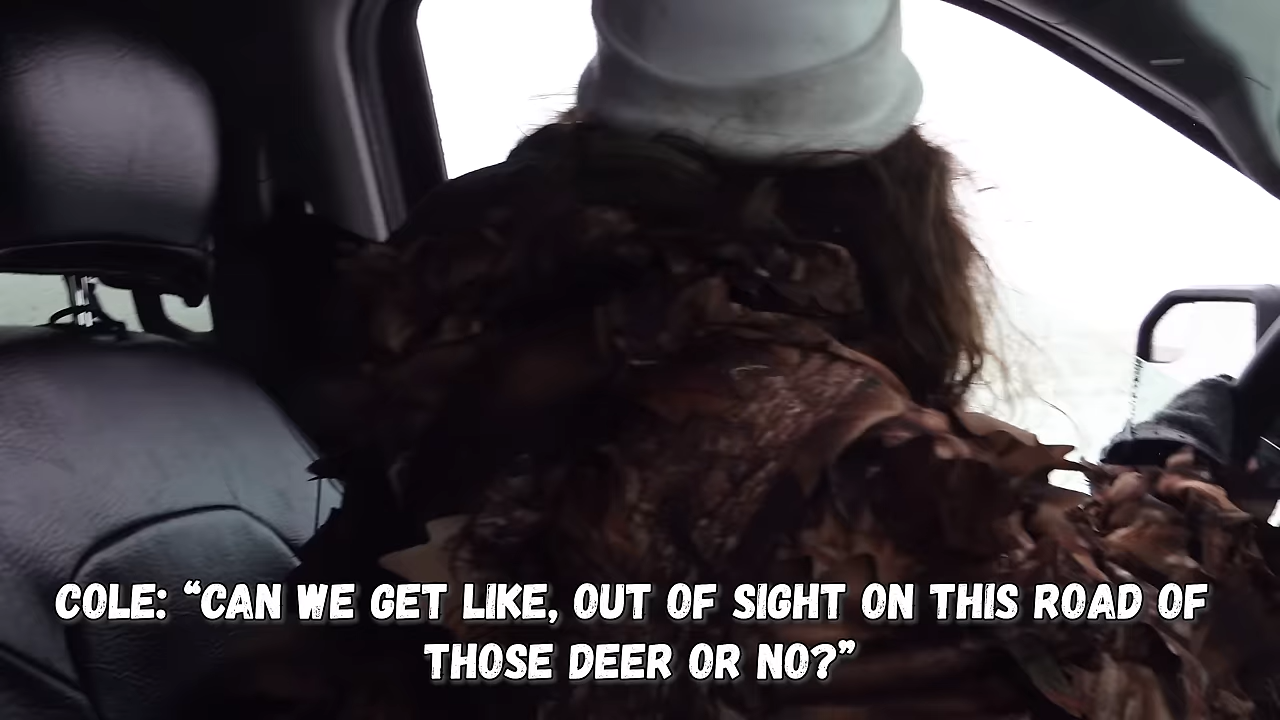 COLE: “CAN WE GET LIKE, OUT OF SIGHT ON THIS ROAD OF
THOSE DEER OR NO?”